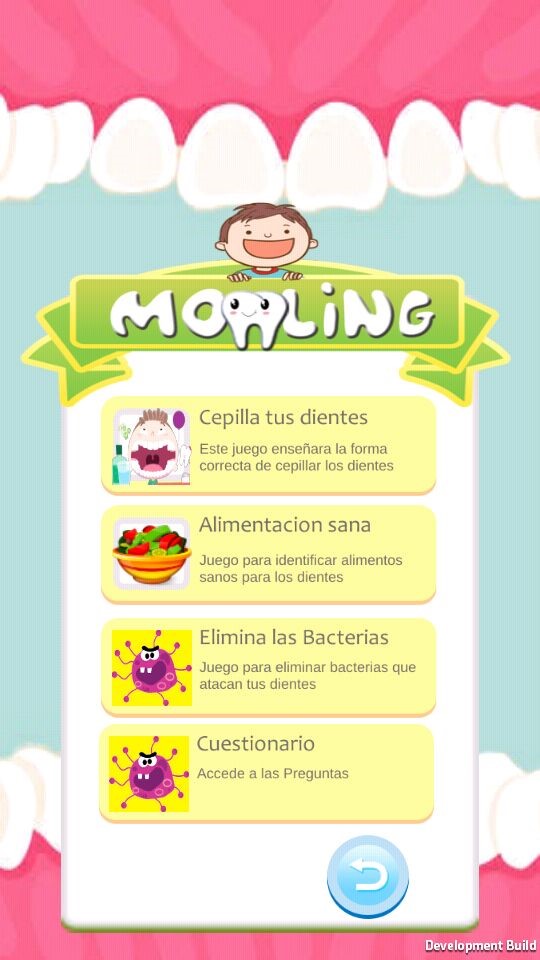 MOLING
Cepilla tus dientes
Este juego enseñara la forma
correcta de cepillar los dientes
Alimentacion sana
Juego para identificar alimentos
sanos para los dientes
Elimina las Bacterias
Juego para eliminar bacterias que
atacan tus dientes
Cuestionario
Accede a las Preguntas
Development Build